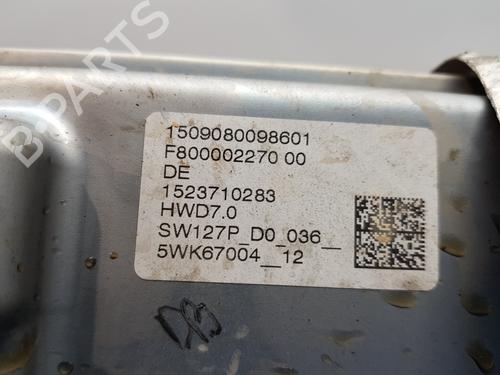 B-PARTS
1509080098601
F800002270 00
DE
1523710283
HWD7.0
SW127P_D0_036__
5WK67004__12